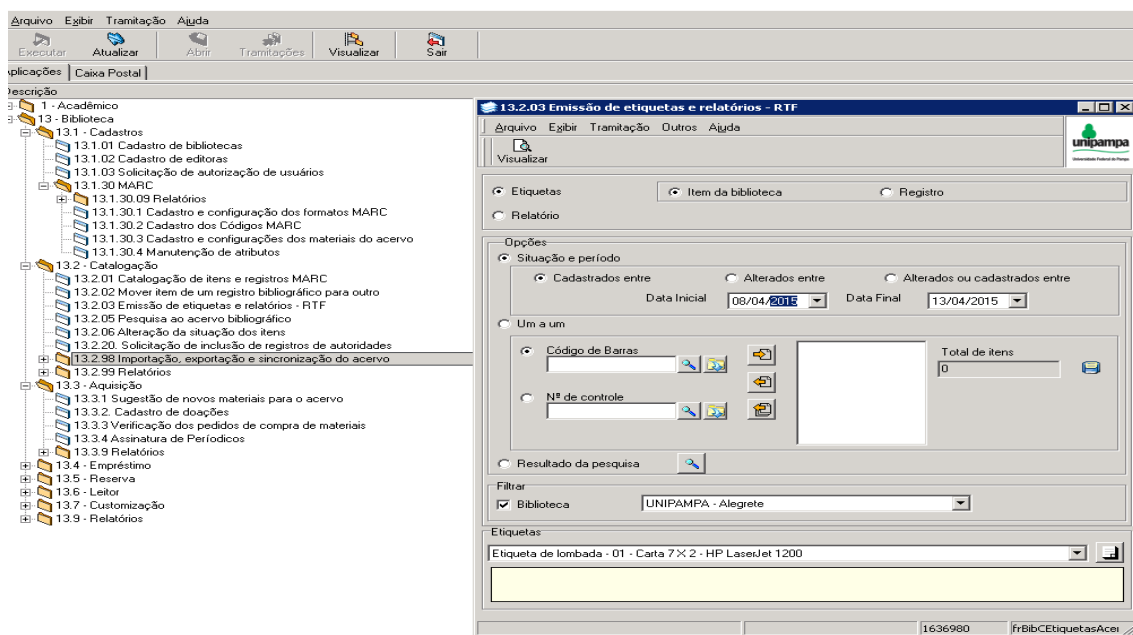 Arquivo Exibir Tramitação Ajuda
Executar Atualizar Abrir Tramitações Visualizar Sair
Aplicações Caixa Postal
Descrição
1 - Acadêmico
13 - Biblioteca
13.1 - Cadastros
13.1.01 Cadastro de bibliotecas
13.1.02 Cadastro de editoras
13.1.03 Solicitação de autorização de usuários
13.1.30 MARC
13.1.30.09 Relatórios
13.1.30.1 Cadastro e configuração dos formatos MARC
13.1.30.2 Cadastro dos Códigos MARC
13.1.30.3 Cadastro e configurações dos materiais do acervo
13.1.30.4 Manutenção de atributos
13.2 - Catalogação
13.2.01 Catalogação de itens e registros MARC
13.2.02 Mover item de um registro bibliográfico para outro
13.2.03 Emissão de etiquetas e relatórios - RTF
13.2.05 Pesquisa ao acervo bibliográfico
13.2.06 Alteração da situação dos itens
13.2.20. Solicitação de inclusão de registros de autoridades
13.2.98 Importação, exportação e sincronização do acervo
13.2.99 Relatórios
13.3 - Aquisição
13.3.1 Sugestão de novos materiais para o acervo
13.3.2. Cadastro de doações
13.3.3 Verificação dos pedidos de compra de materiais
13.3.4 Assinatura de Periódicos
13.3.9 Relatórios
13.4 - Empréstimo
13.5 - Reserva
13.6 - Leitor
13.7 - Customização
13.9 - Relatórios
13.2.03 Emissão de etiquetas e relatórios - RTF
Arquivo Exibir Tramitação Outros Ajuda
Visualizar
unipampa
Universidade Federal do Pampa
Etiquetas Item da biblioteca Registro
Relatório
Opções
Situação e período
Cadastrados entre Alterados entre Alterados ou cadastrados entre
Data Inicial 08/04/2015 Data Final 13/04/2015
Um a um
Código de Barras Total de itens
0
Nº de controle
Resultado da pesquisa
Filtrar
Biblioteca UNIPAMPA - Alegrete
Etiquetas
Etiqueta de lombada - 01 - Carta 7 X 2 - HP LaserJet 1200
1636980 frBibCEtiquetasAcer